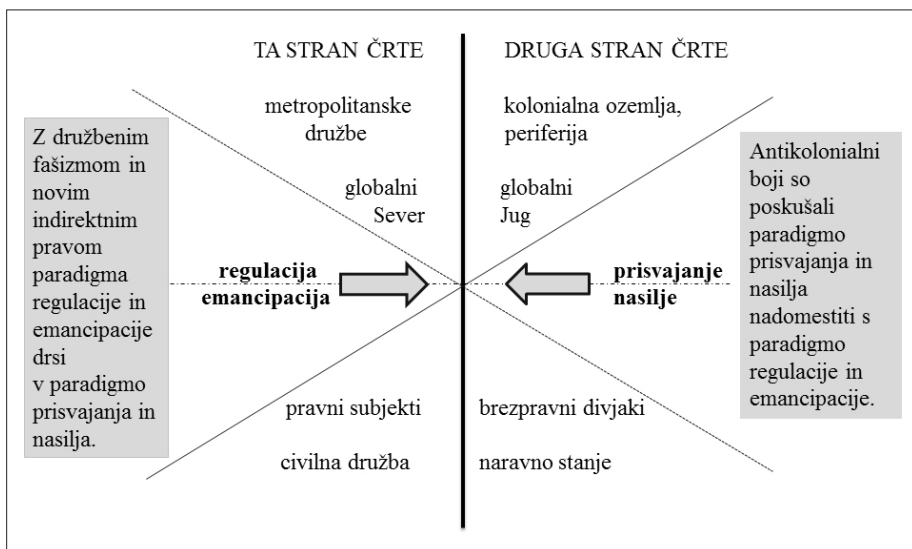 TA STRAN ČRTE
DRUGA STRAN ČRTE
metropolitanske
družbe
kolonialna ozemlja,
periferija
globalni
Sever
globalni
Jug
Z družbenim
fašizmom in
novim
indirektnim
pravom
paradigma
regulacije in
emancipacije
drsi
v paradigmo
prisvajanja in
nasilja.
regulacija
emancipacija
prisvajanje
nasilje
Antikolonialni
boji so
poskušali
paradigmo
prisvajanja in
nasilja
nadomestiti s
paradigmo
regulacije in
emancipacije.
pravni subjekti
brezpravni divjaki
civilna družba
naravno stanje